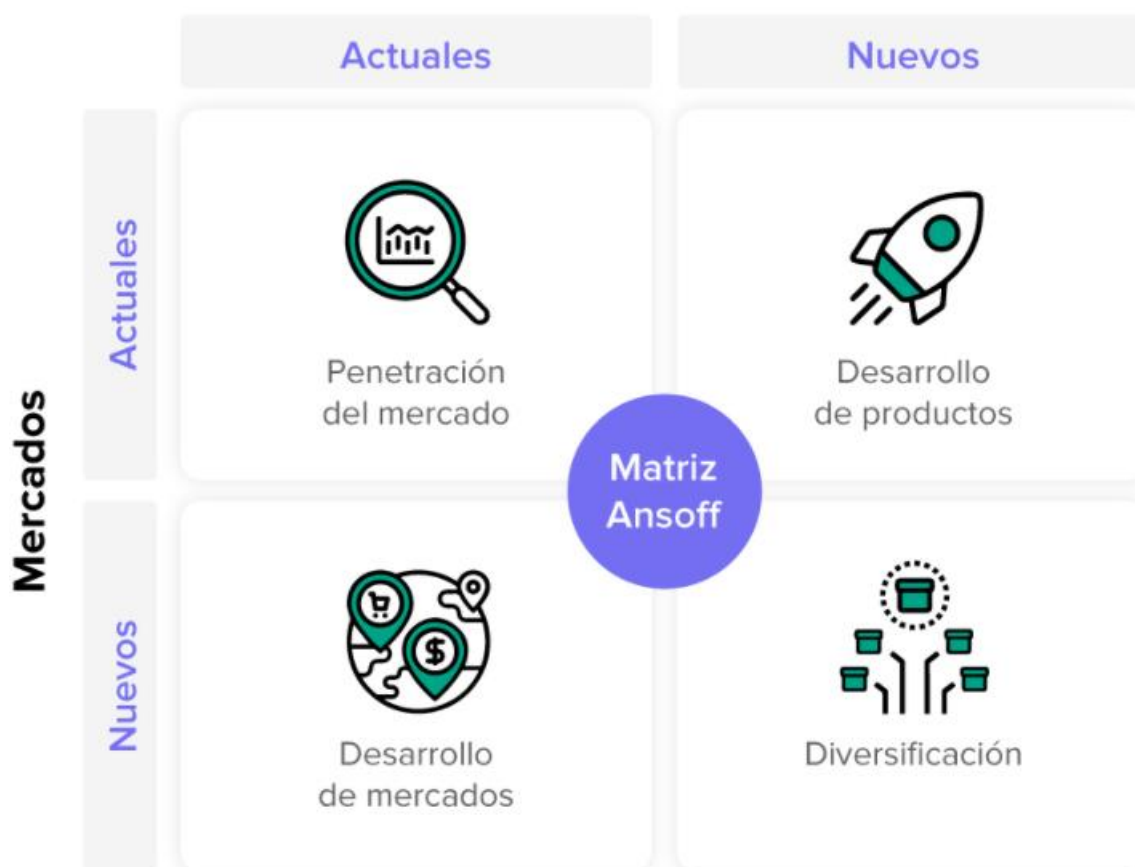 Actuales
Nuevos
Mercados
Actuales
Penetración
del mercado
Desarrollo
de productos
Matriz
Ansoff
Nuevos
$
Desarrollo
de mercados
Diversificación